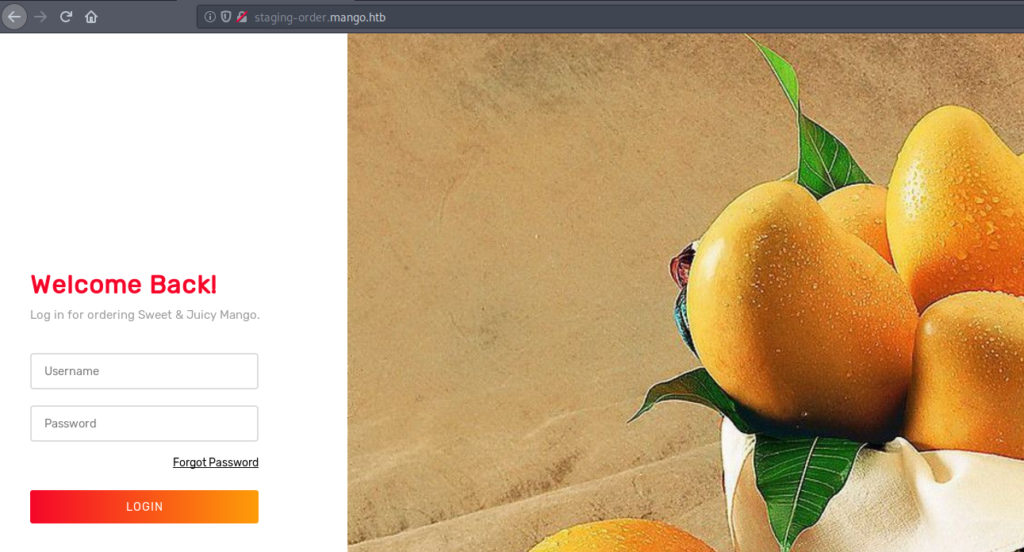 staging-order.mango.htb
Welcome Back!
Log in for ordering Sweet & Juicy Mango.
Username
Password
Forgot Password
LOGIN